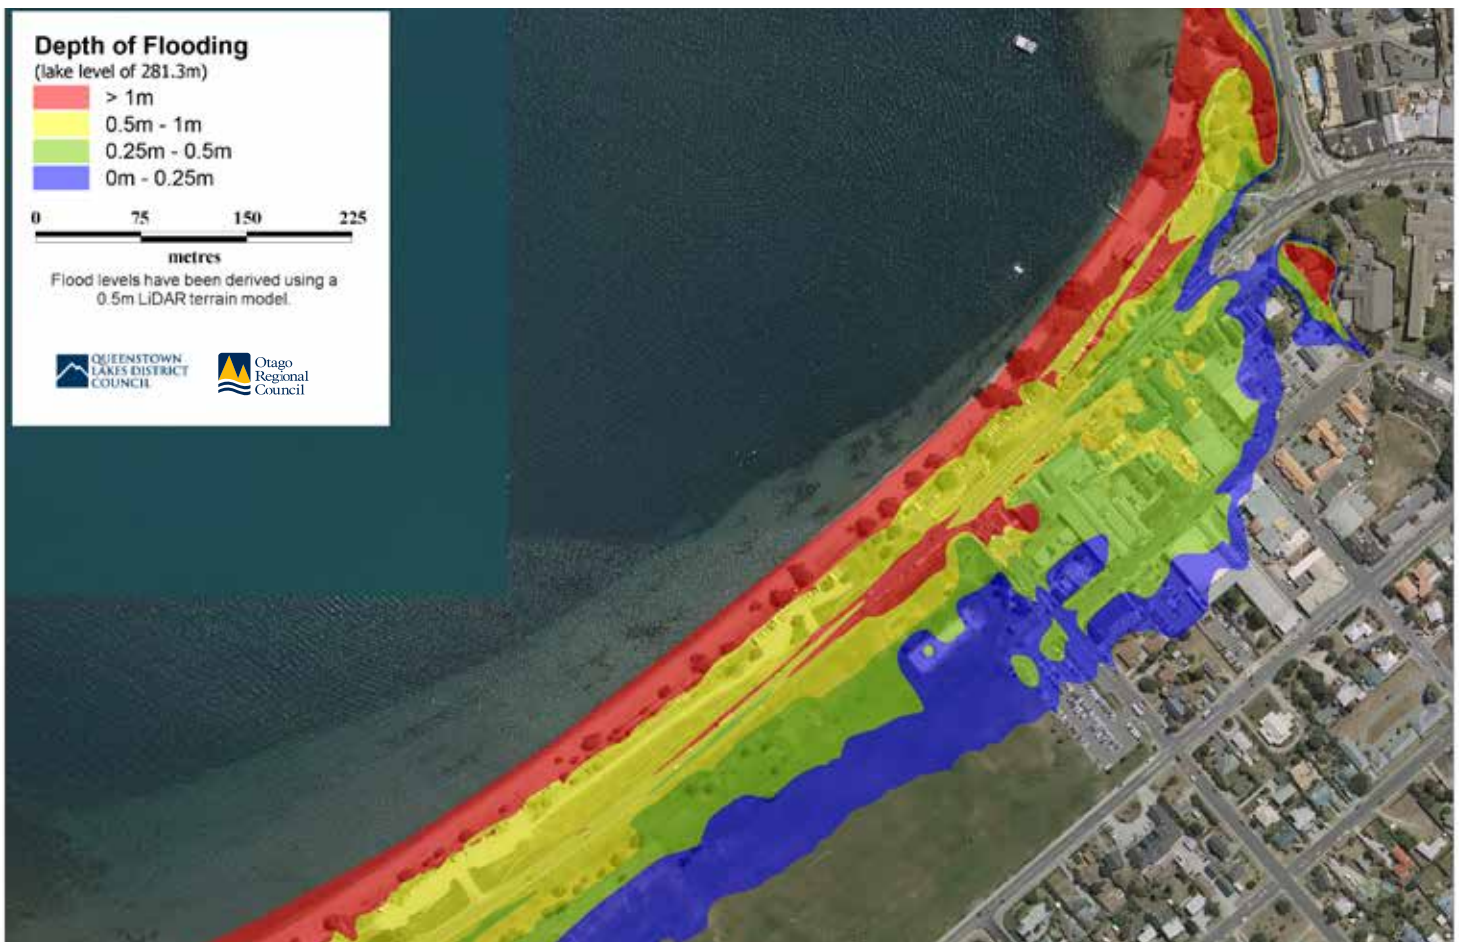 Depth of Flooding
(lake level of 281.3m)
> 1m
0.5m - 1m
0.25m - 0.5m
0m - 0.25m
0 75 150 225
metres
Flood levels have been derived using a
0.5m LiDAR terrain model.
QUEENSTOWN
LAKES DISTRICT
COUNCIL
Otago
Regional
Council